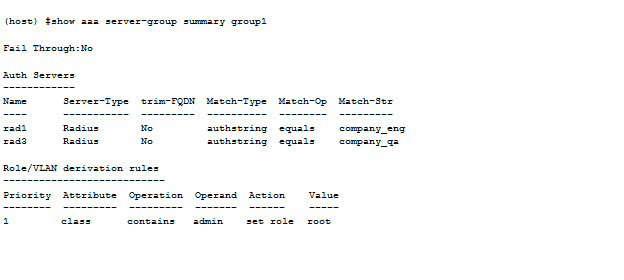 (host) #show aaa server-group summary group1
Fail Through:No
Auth Servers
------------
Name      Server-Type  trim-FQDN  Match-Type  Match-Op  Match-Str
----      -----------  ---------  ----------  --------  ---------
rad1      Radius       No         authstring  equals    company_eng
rad3      Radius       No         authstring  equals    company_qa
Role/VLAN derivation rules
---------------------------
Priority  Attribute  Operation  Operand  Action    Value
--------  ---------  ---------  -------  ------    -----
1         class      contains   admin    set role  root